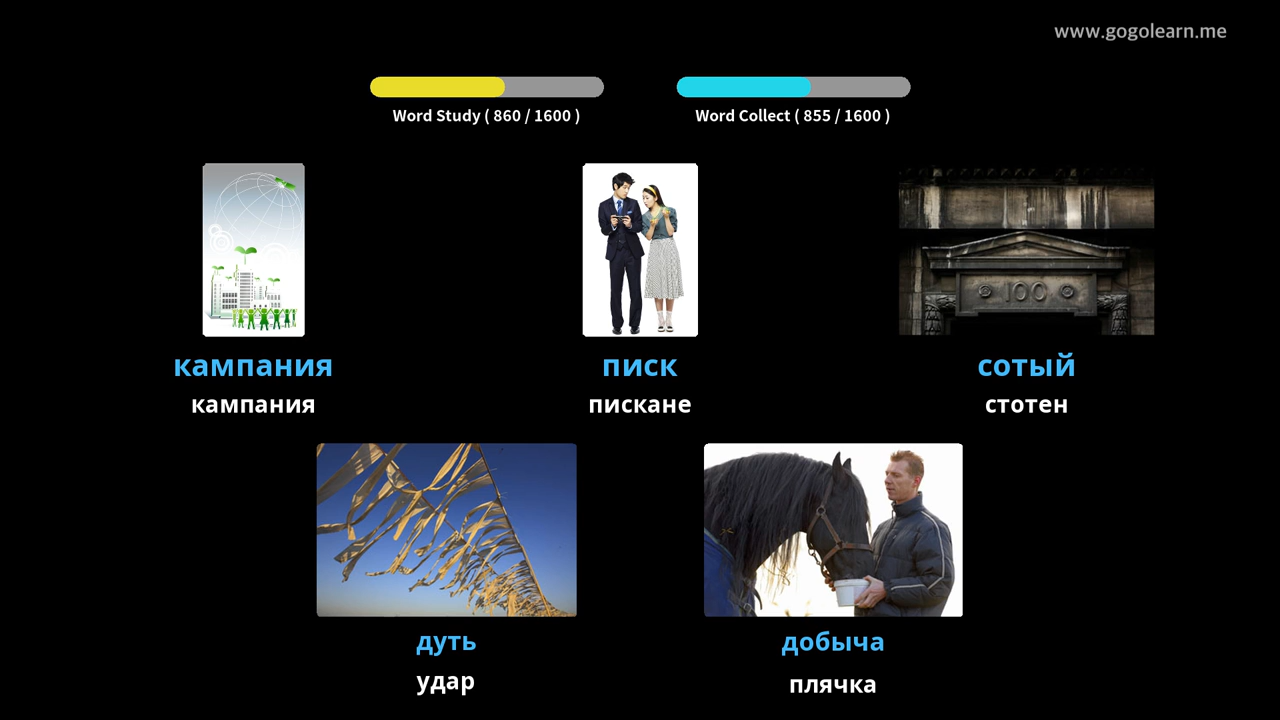 www.gogolearn.me
Word Study ( 860 / 1600 )
Word Collect ( 855 / 1600 )
100
кампания
кампания
писк
пискане
сотый
стотен
дуть
удар
добыча
плячка